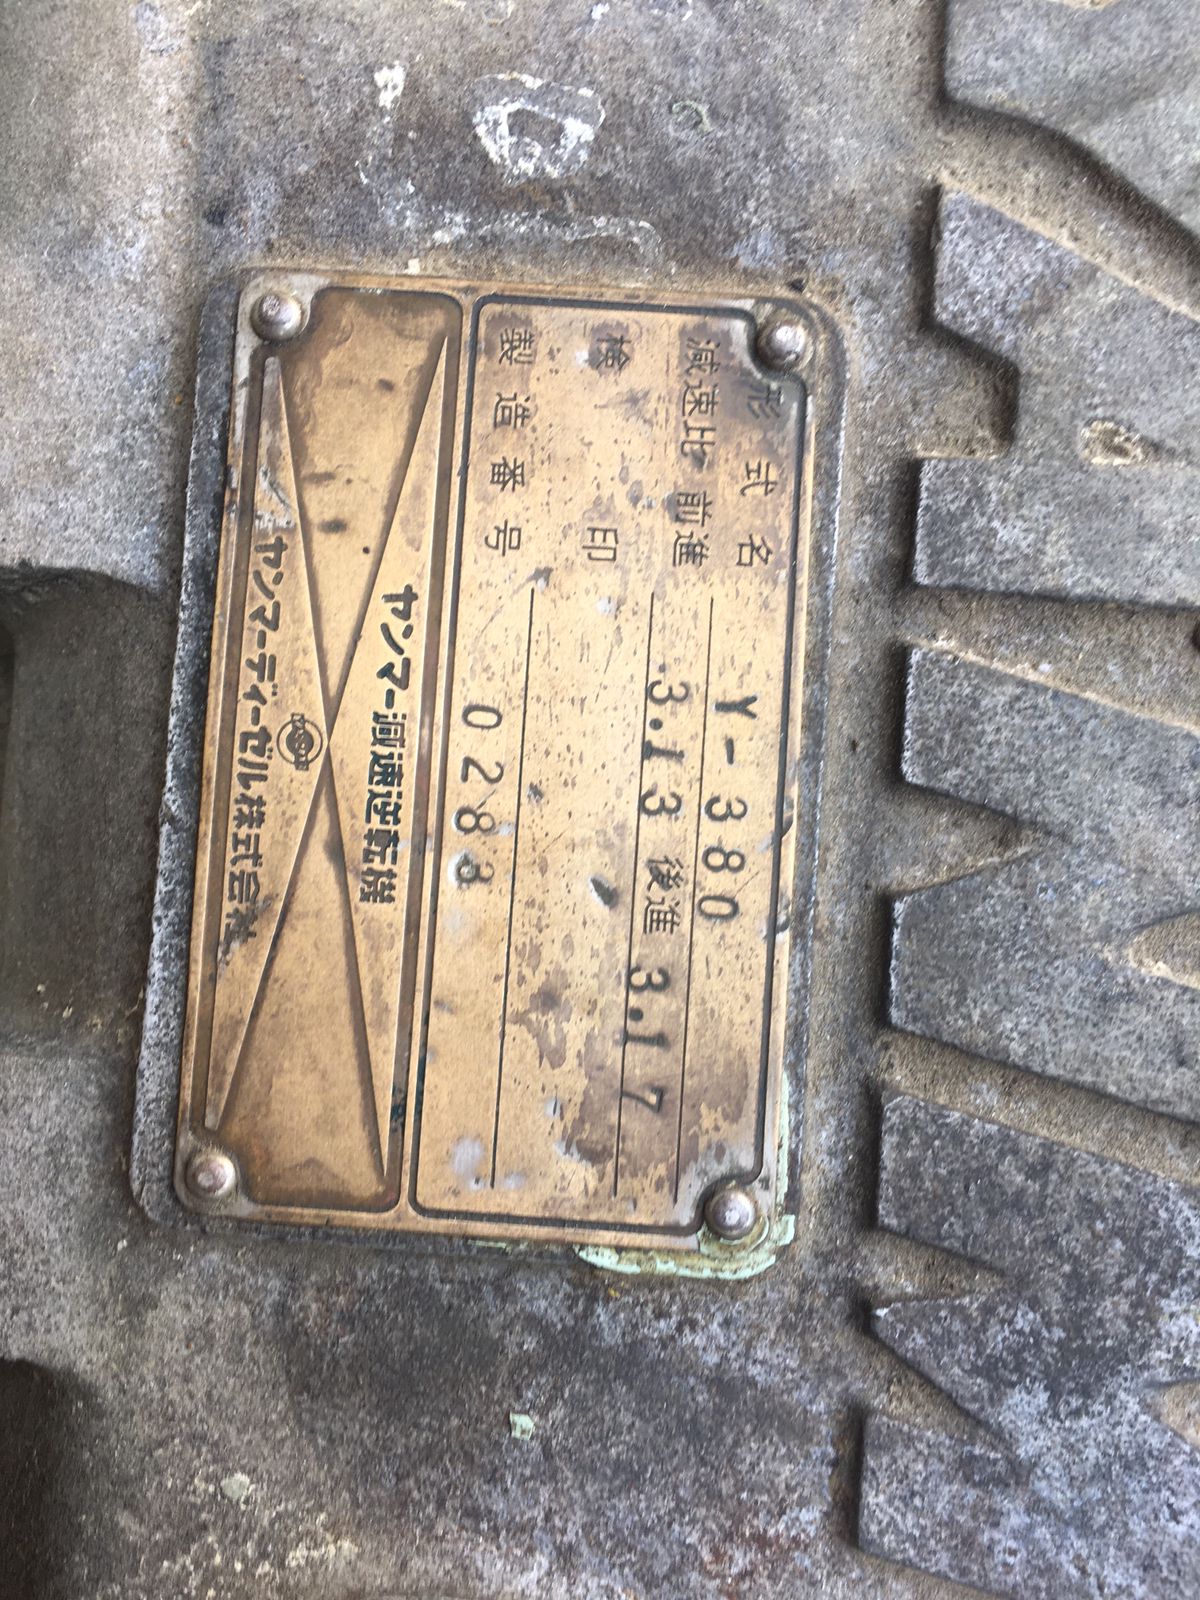 形式名 Y-380
減速比 前進 3.13 後進 3.17
検印
製造番号 0283
ヤンマー減速逆転機
YANMAR
ヤンマーディーゼル株式会社